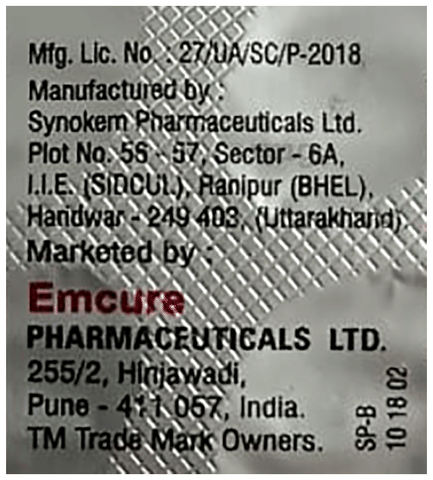 Mfg. Lic. No. : 27/UA/SC/P-2018
Manufactured by :
Synokem Pharmaceuticals Ltd.
Plot No. 56 - 57, Sector - 6A,
I.I.E. (SIDCUL), Ranipur (BHEL),
Haridwar - 249 403, (Uttarakhand).
Marketed by :
Emcure
PHARMACEUTICALS LTD.
255/2, Hinjawadi,
Pune - 411 057, India.
TM Trade Mark Owners.
SP-B
10 18 02